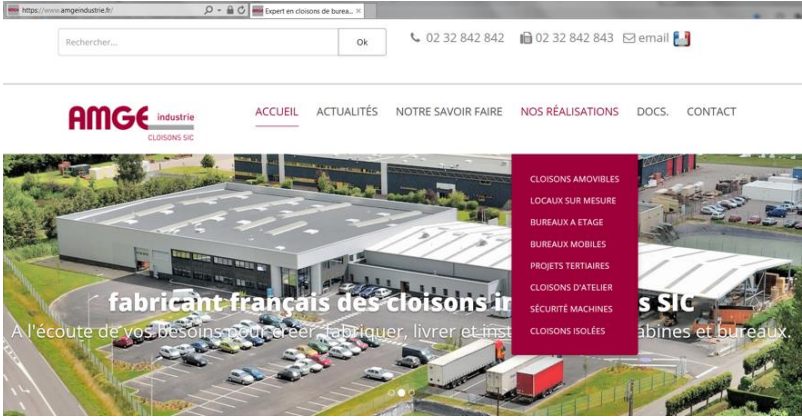 https://www.amgeindustrie.fr/
Expert en cloisons de burea...
Rechercher...
Ok
02 32 842 842
02 32 842 843
email
AMGE industrie
CLOISONS SIC
ACCUEIL
ACTUALITÉS
NOTRE SAVOIR FAIRE
NOS RÉALISATIONS
DOCS.
CONTACT
CLOISONS AMOVIBLES
LOCAUX SUR MESURE
BUREAUX A ETAGE
BUREAUX MOBILES
PROJETS TERTIAIRES
CLOISONS D'ATELIER
SÉCURITÉ MACHINES
CLOISONS ISOLÉES
fabricant français des cloisons SIC
A l'écoute de vos besoins pour créer, fabriquer, livrer et et bureaux.